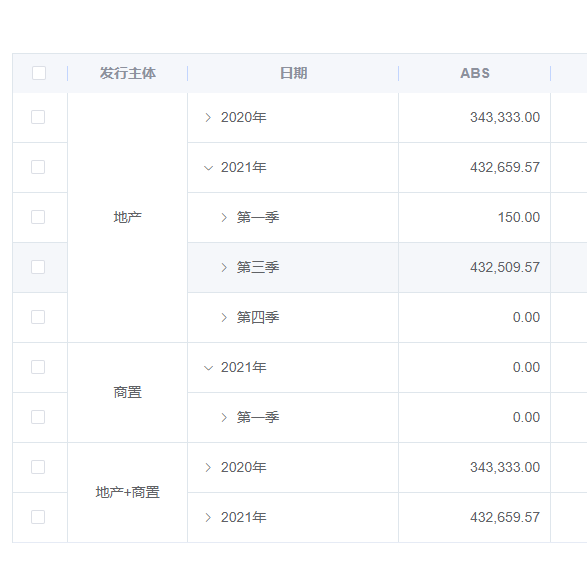 发行主体 日期 ABS
2020年 343,333.00
2021年 432,659.57
地产 第一季 150.00
第三季 432,509.57
第四季 0.00
2021年 0.00
商置
第一季 0.00
2020年 343,333.00
地产+商置
2021年 432,659.57